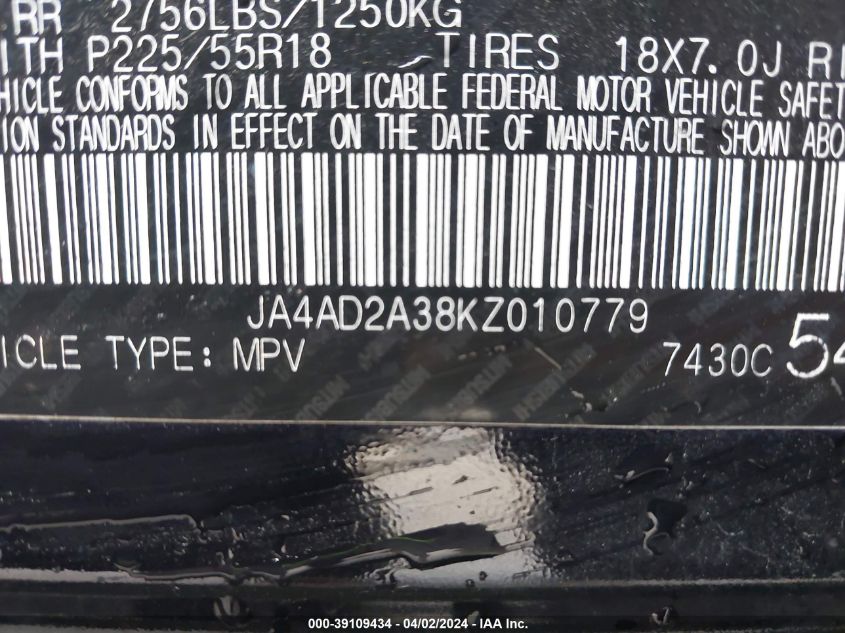 RR 2756LBS/1250KG
ITH P225/55R18 TIRES 18X7.0J RI
HICLE CONFORMS TO ALL APPLICABLE FEDERAL MOTOR VEHICLE SAFET
ION STANDARDS IN EFFECT ON THE DATE OF MANUFACTURE SHOWN ABO
JA4AD2A38KZ010779
ICLE TYPE: MPV 7430C 54
000-39109434 - 04/02/2024 - IAA Inc.